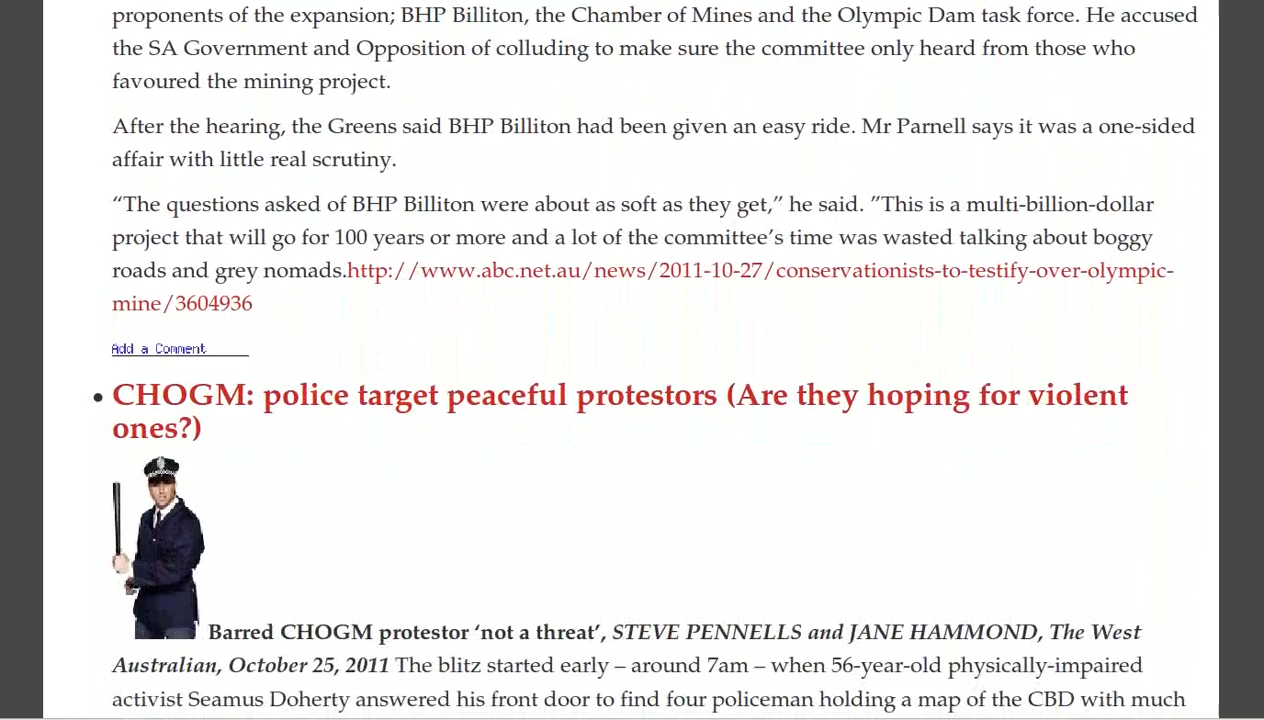 proponents of the expansion; BHP Billiton, the Chamber of Mines and the Olympic Dam task force. He accused
the SA Government and Opposition of colluding to make sure the committee only heard from those who
favoured the mining project.
After the hearing, the Greens said BHP Billiton had been given an easy ride. Mr Parnell says it was a one-sided
affair with little real scrutiny.
“The questions asked of BHP Billiton were about as soft as they get,” he said. ”This is a multi-billion-dollar
project that will go for 100 years or more and a lot of the committee’s time was wasted talking about boggy
roads and grey nomads.http://www.abc.net.au/news/2011-10-27/conservationists-to-testify-over-olympic-
mine/3604936
Add a Comment
• CHOGM: police target peaceful protestors (Are they hoping for violent
ones?)
Barred CHOGM protestor ‘not a threat’, STEVE PENNELLS and JANE HAMMOND, The West
Australian, October 25, 2011 The blitz started early – around 7am – when 56-year-old physically-impaired
activist Seamus Doherty answered his front door to find four policeman holding a map of the CBD with much